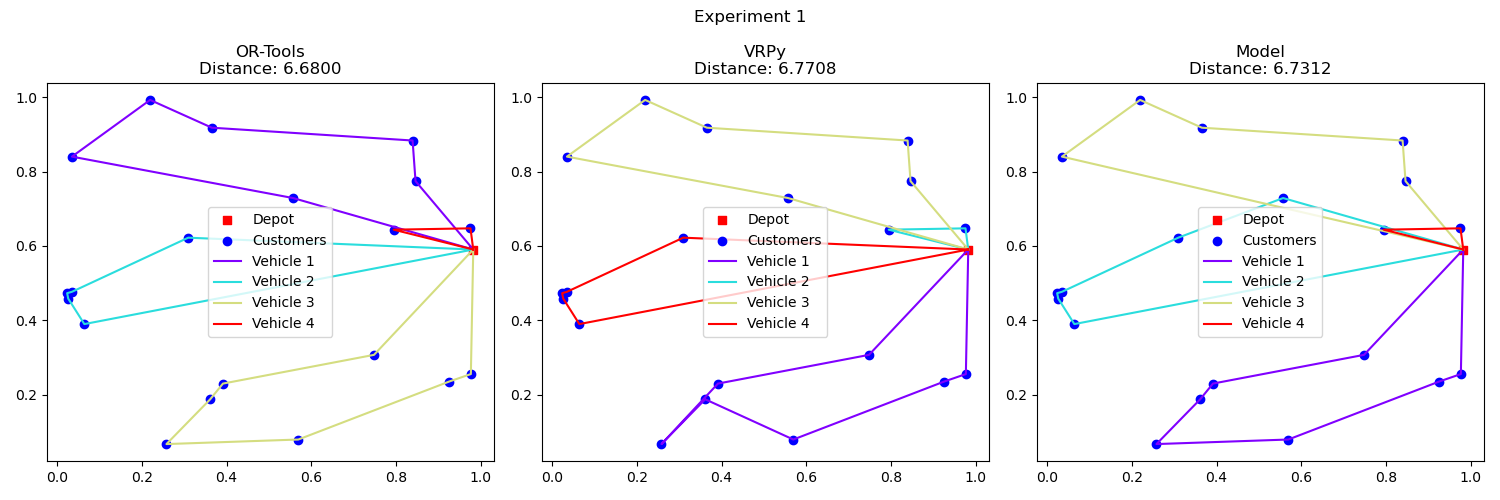 Experiment 1
OR-Tools
Distance: 6.6800
1.0
0.8
0.6
0.4
0.2
0.0
0.2
0.4
0.6
0.8
1.0
Depot
Customers
Vehicle 1
Vehicle 2
Vehicle 3
Vehicle 4
VRPy
Distance: 6.7708
1.0
0.8
0.6
0.4
0.2
0.0
0.2
0.4
0.6
0.8
1.0
Depot
Customers
Vehicle 1
Vehicle 2
Vehicle 3
Vehicle 4
Model
Distance: 6.7312
1.0
0.8
0.6
0.4
0.2
0.0
0.2
0.4
0.6
0.8
1.0
Depot
Customers
Vehicle 1
Vehicle 2
Vehicle 3
Vehicle 4